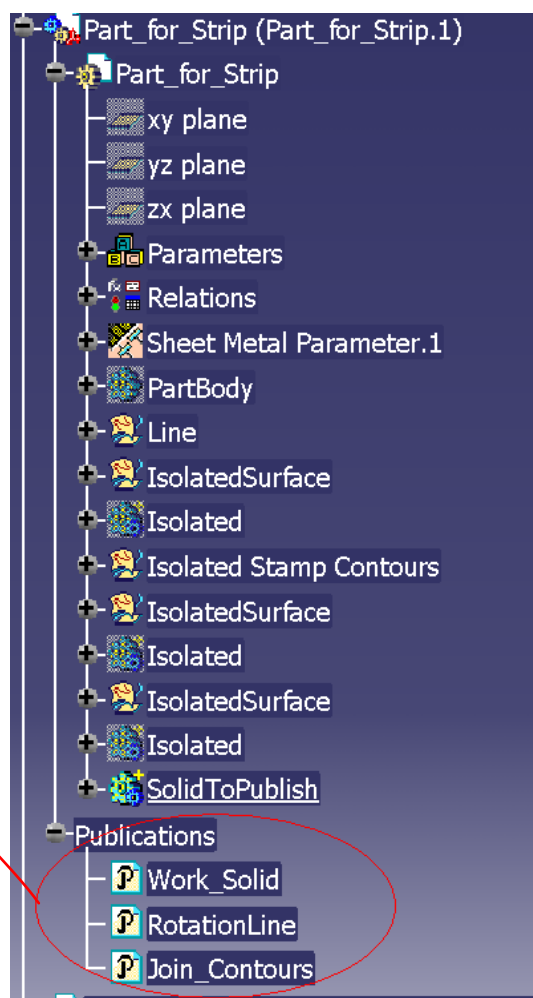 Part_for_Strip (Part_for_Strip.1)
Part_for_Strip
xy plane
yz plane
zx plane
Parameters
Relations
Sheet Metal Parameter.1
PartBody
Line
IsolatedSurface
Isolated
Isolated Stamp Contours
IsolatedSurface
Isolated
IsolatedSurface
Isolated
SolidToPublish
Publications
Work_Solid
RotationLine
Join_Contours